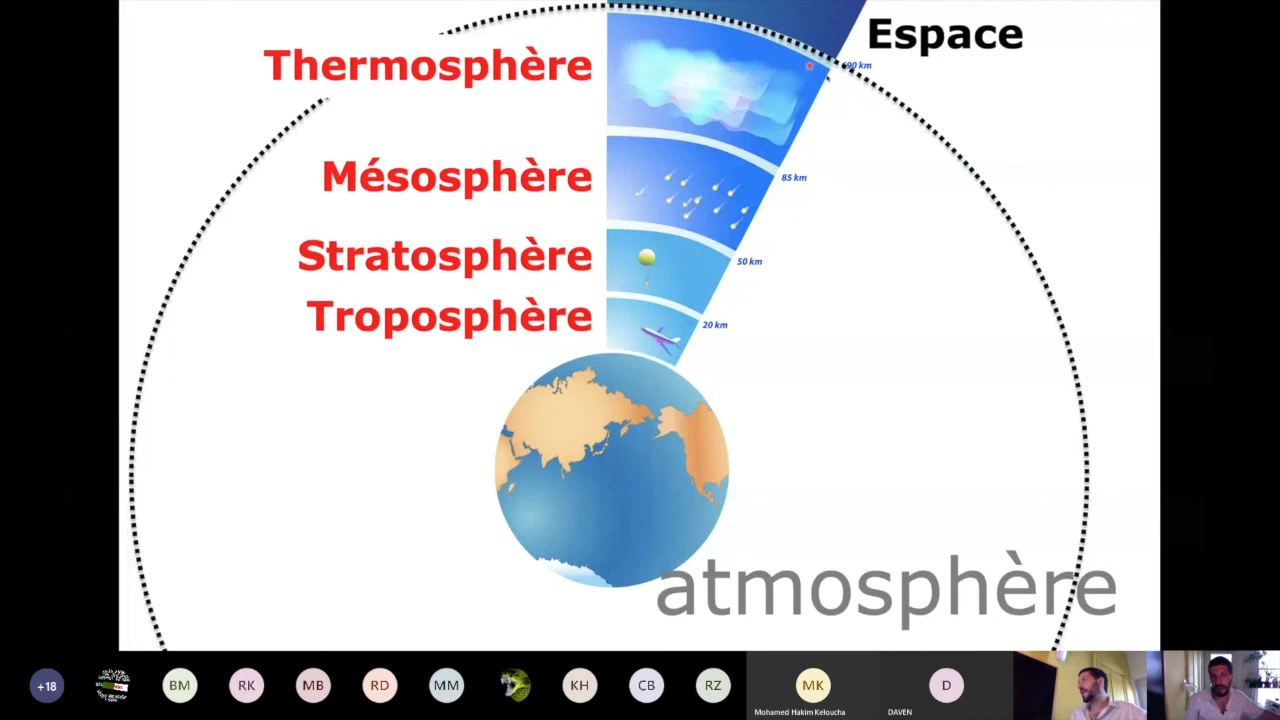 Espace
Thermosphère
690 km
Mésosphère
85 km
Stratosphère
50 km
Troposphère
20 km
atmosphère
+18
BM
RK
MB
RD
MM
KH
CB
RZ
MK
D
Mohamed Hakim Keloucha
DAVEN